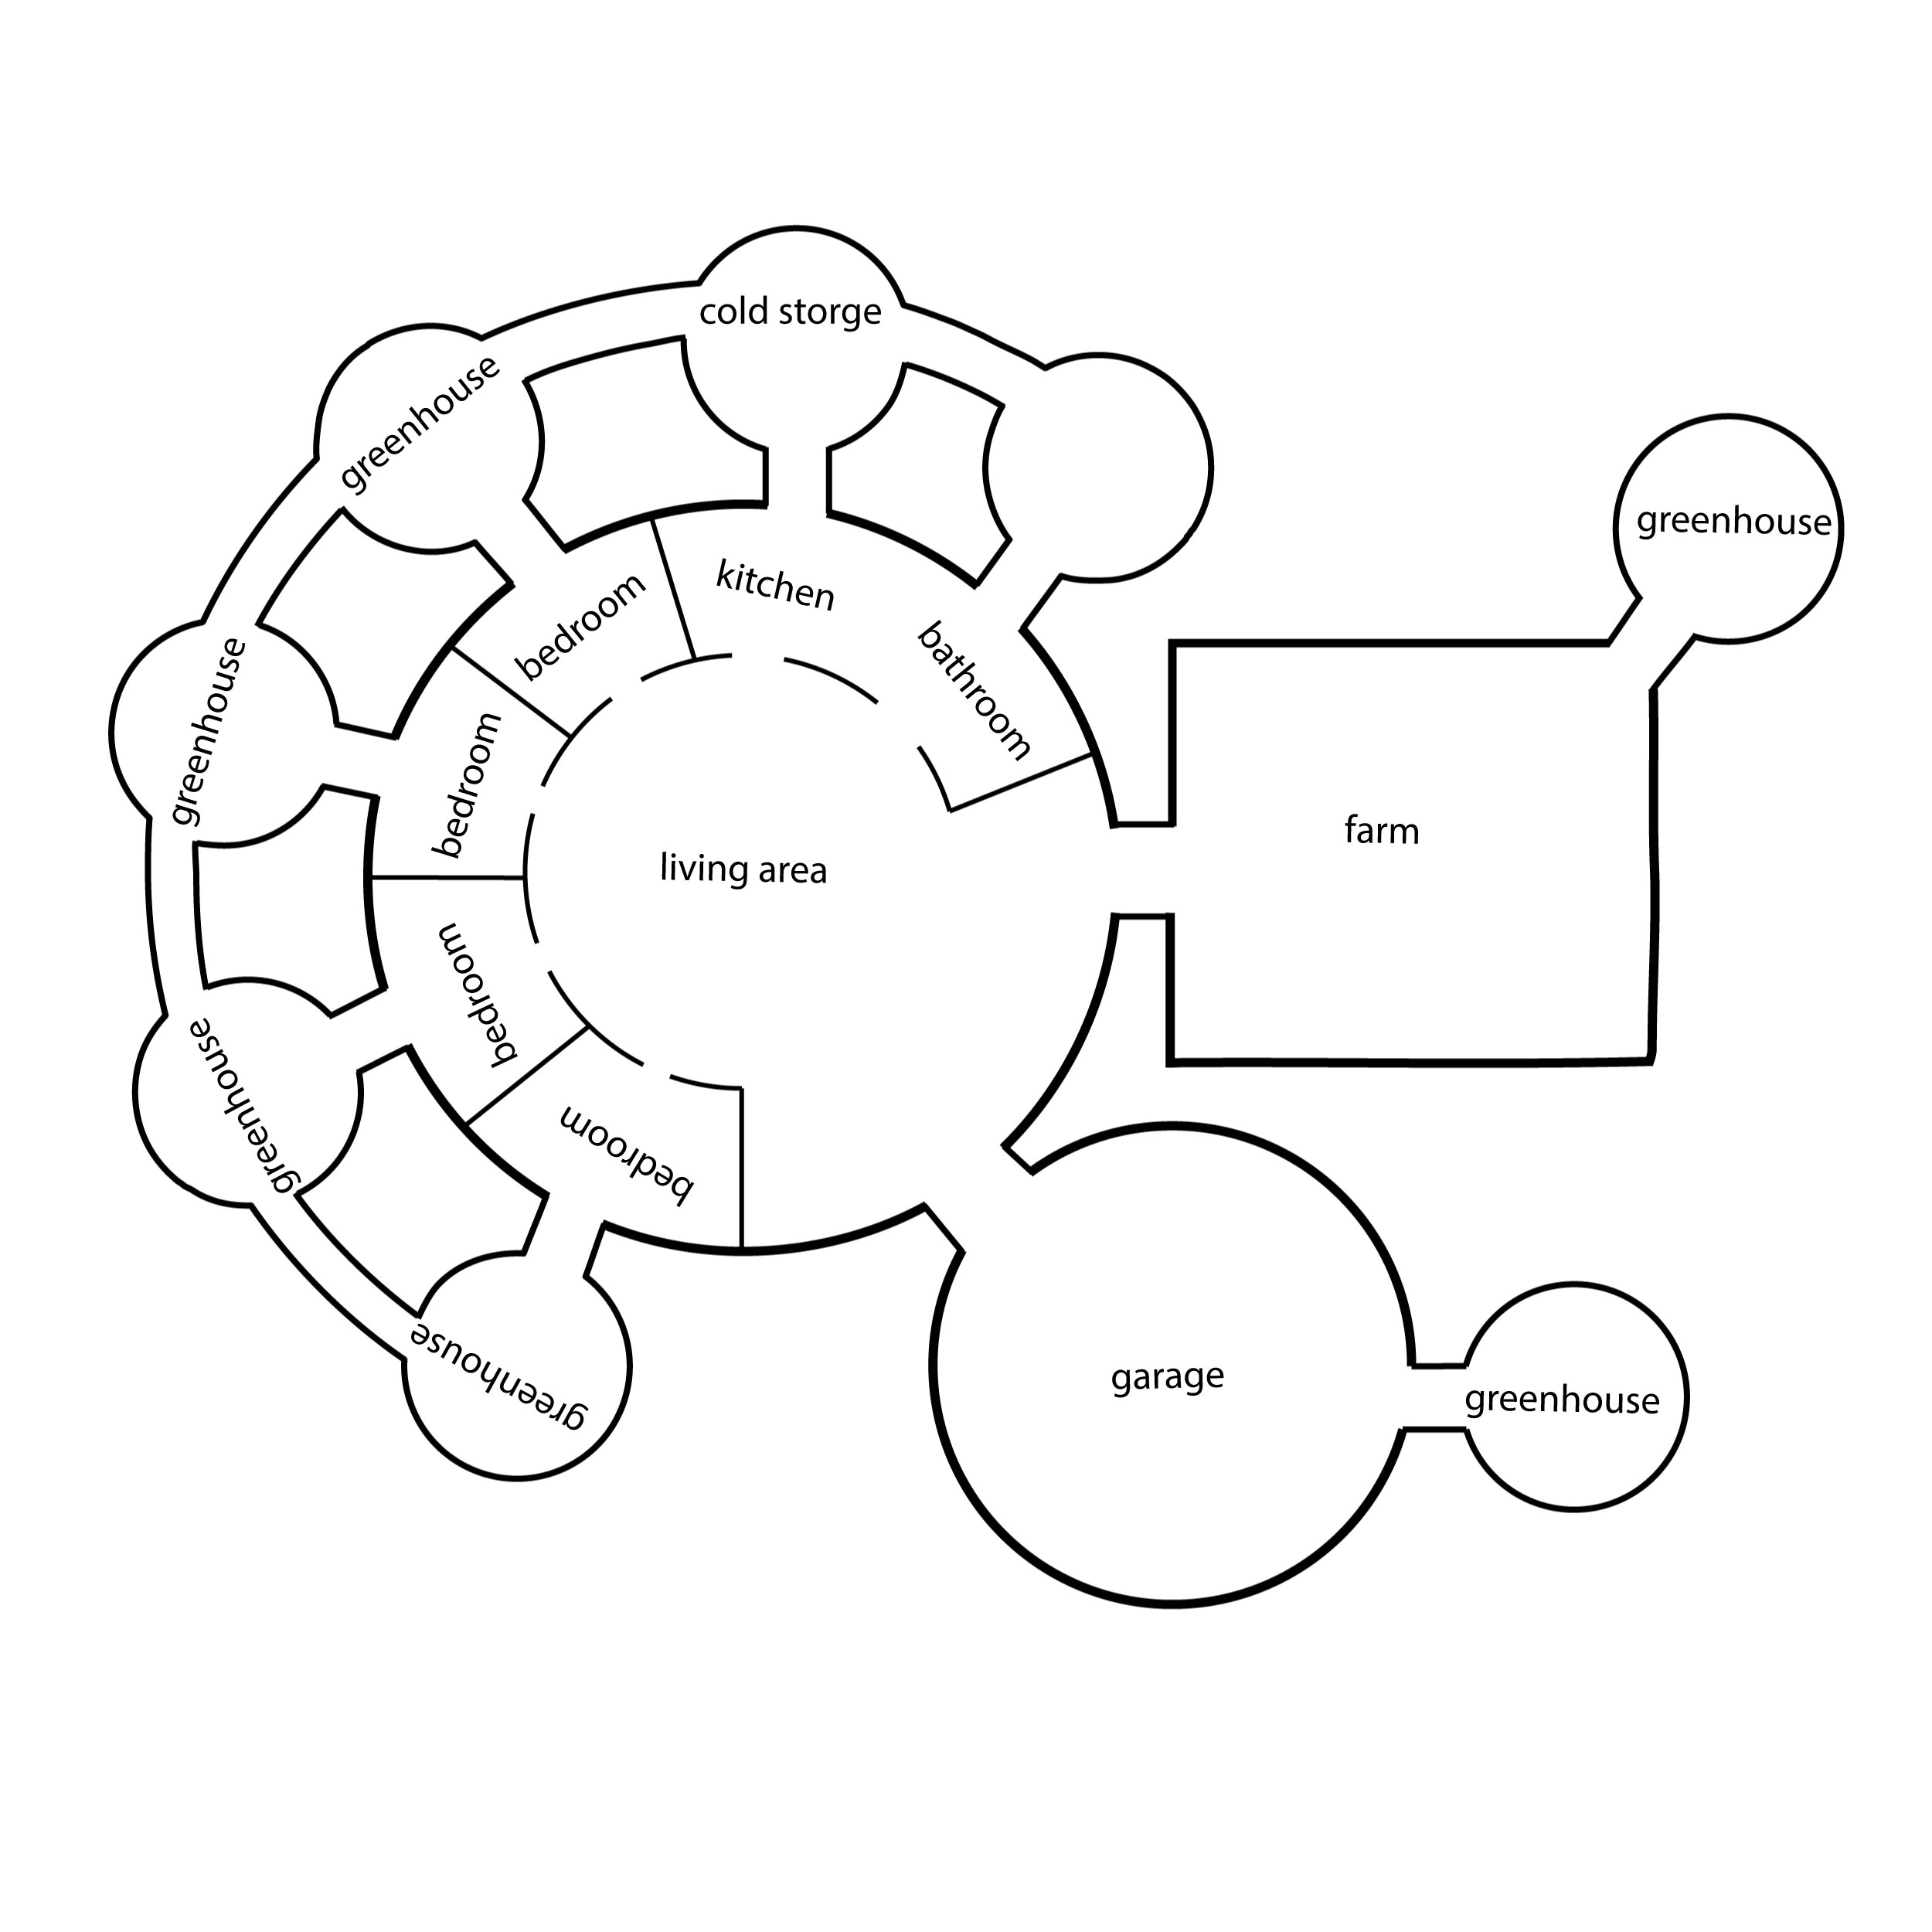 cold storge
greenhouse
greenhouse
kitchen
bedroom
bathroom
greenhouse
bedroom
farm
living area
bedroom
greenhouse
bedroom
greenhouse
garage
greenhouse